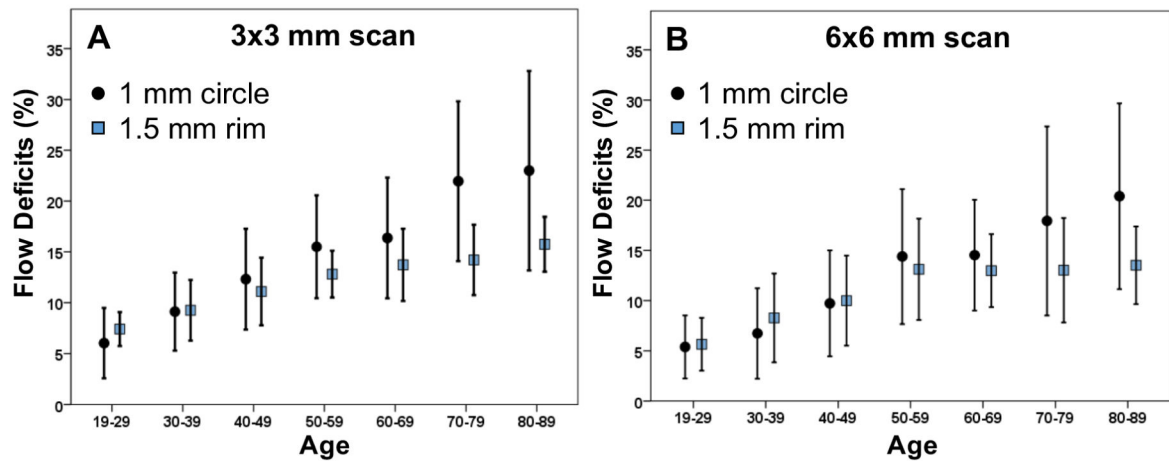 A
3x3 mm scan
1 mm circle
1.5 mm rim
Flow Deficits (%)
35
30
25
20
15
10
5
0
19-29 30-39 40-49 50-59 60-69 70-79 80-89
Age
B
6x6 mm scan
1 mm circle
1.5 mm rim
Flow Deficits (%)
35
30
25
20
15
10
5
0
19-29 30-39 40-49 50-59 60-69 70-79 80-89
Age